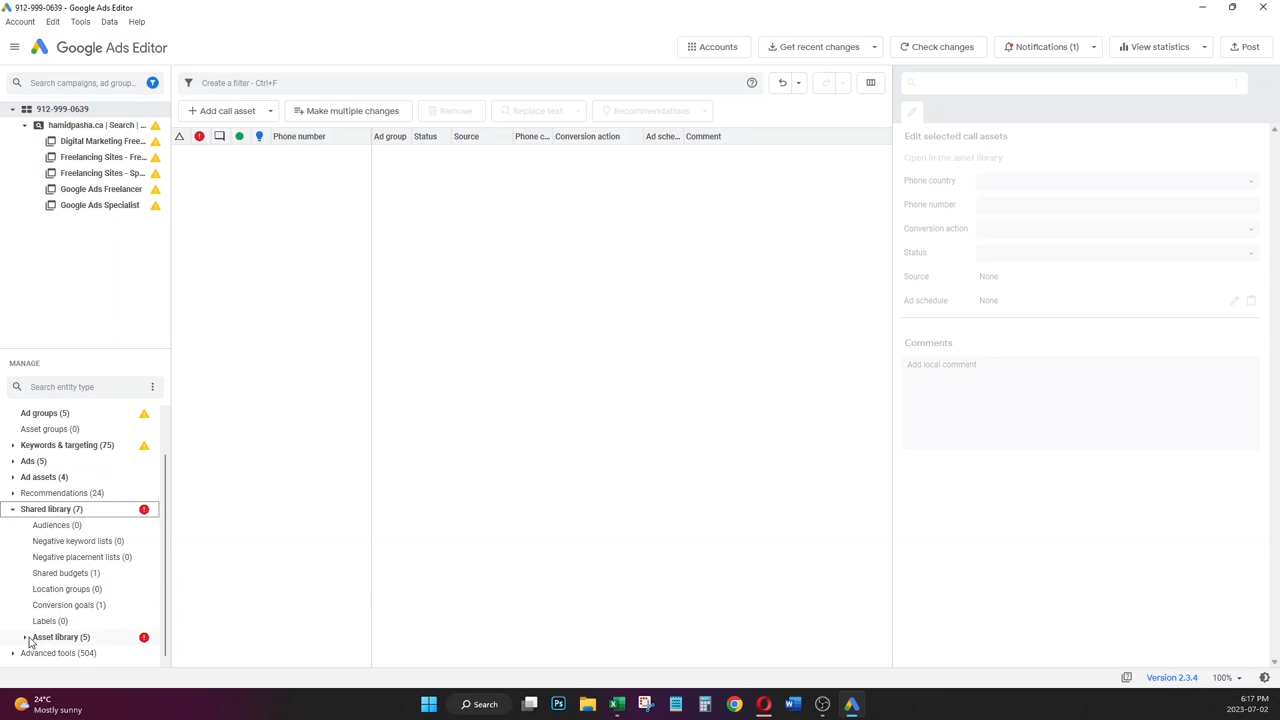 912-999-0639 - Google Ads Editor
Account Edit Tools Data Help
Google Ads Editor
Accounts Get recent changes Check changes Notifications (1) View statistics Post
Search campaigns, ad group...
Create a filter - Ctrl+F
912-999-0639
hamidpasha.ca | Search | ...
Digital Marketing Free...
Freelancing Sites - Fre...
Freelancing Sites - Sp...
Google Ads Freelancer
Google Ads Specialist
Add call asset Make multiple changes Remove Replace text Recommendations
Phone number Ad group Status Source Phone c... Conversion action Ad sche... Comment
Edit selected call assets
Open in the asset library
Phone country
Phone number
Conversion action
Status
Source None
Ad schedule None
Comments
Add local comment
MANAGE
Search entity type
Ad groups (5)
Asset groups (0)
Keywords & targeting (75)
Ads (5)
Ad assets (4)
Recommendations (24)
Shared library (7)
Audiences (0)
Negative keyword lists (0)
Negative placement lists (0)
Shared budgets (1)
Location groups (0)
Conversion goals (1)
Labels (0)
Asset library (5)
Advanced tools (504)
Version 2.3.4 100%
24°C
Mostly sunny
Search
6:17 PM
2023-07-02